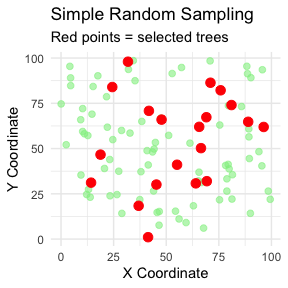 Simple Random Sampling
Red points = selected trees
Y Coordinate
100
75
50
25
0
0 25 50 75 100
X Coordinate